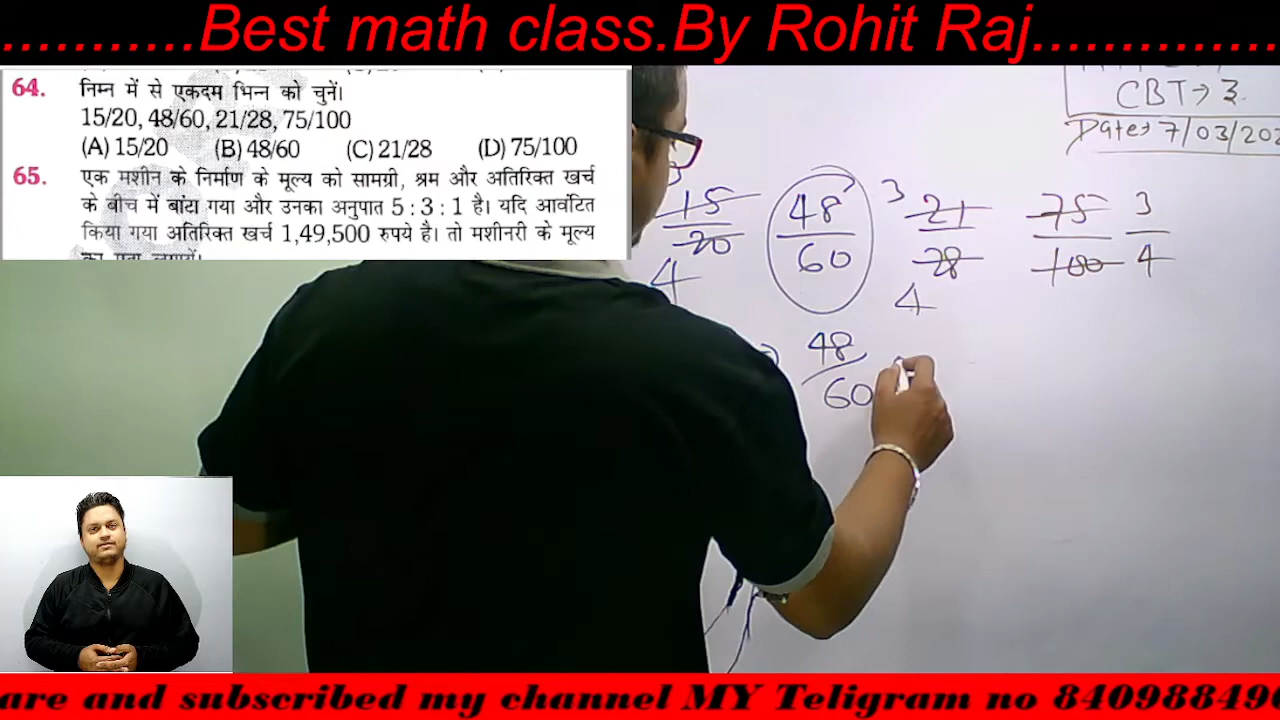 ...........Best math class.By Rohit Raj..............
64. निम्न में से एकदम भिन्न को चुनें।
15/20, 48/60, 21/28, 75/100
(A) 15/20 (B) 48/60 (C) 21/28 (D) 75/100
65. एक मशीन के निर्माण के मूल्य को सामग्री, श्रम और अतिरिक्त खर्च
के बीच में बांटा गया और उनका अनुपात 5 : 3 : 1 है। यदि आवंटित
किया गया अतिरिक्त खर्च 1,49,500 रुपये है। तो मशीनरी के मूल्य
CBT→ 3
Date→ 7/03/202
3 15 48 3 21 75 3
20 60 28 100 4
4 4
48
60
are and subscribed my channel MY Teligram no 840988490